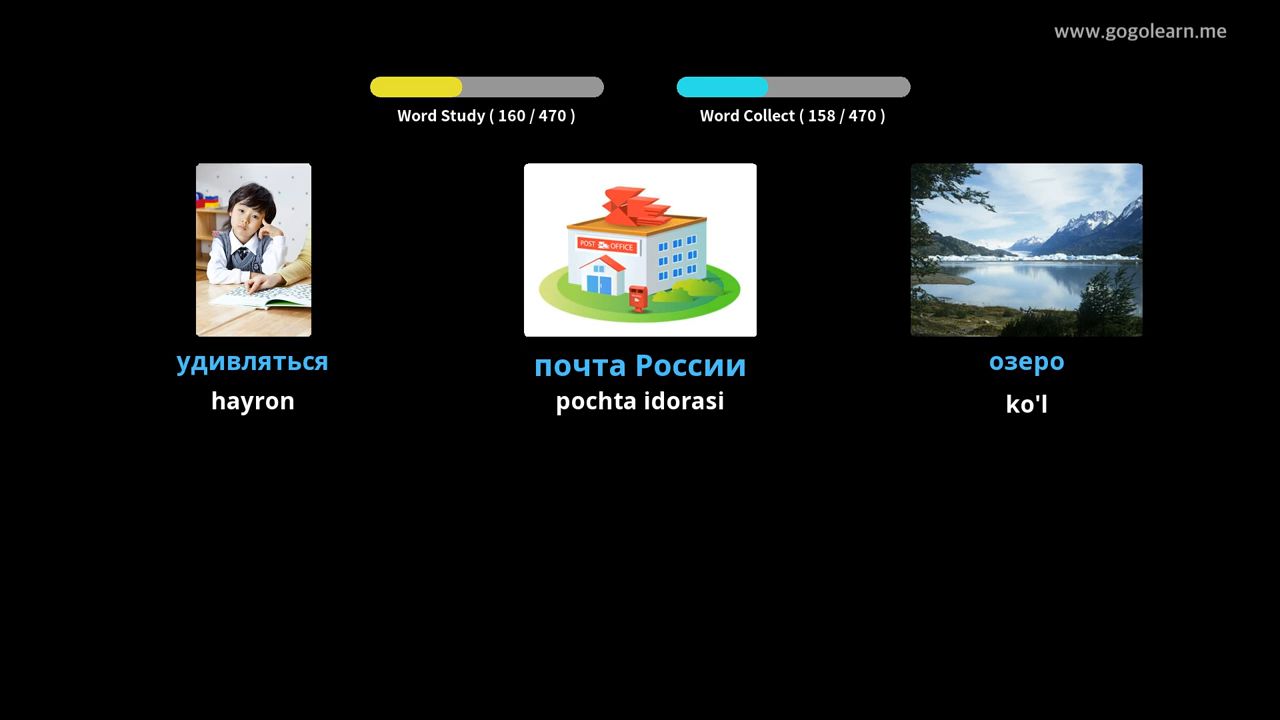 www.gogolearn.me
Word Study ( 160 / 470 )
Word Collect ( 158 / 470 )
POST OFFICE
удивляться
почта России
озеро
hayron
pochta idorasi
ko'l